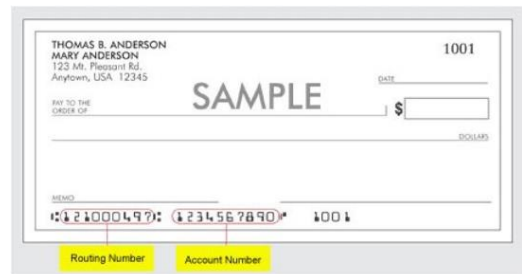 THOMAS B. ANDERSON 1001
MARY ANDERSON
123 Mt. Pleasant Rd.
Anytown, USA 12345
DATE
SAMPLE
PAY TO THE
ORDER OF $
DOLLARS
MEMO
⑆121000497⑆ 1234567890⑈ 1001
Routing Number Account Number